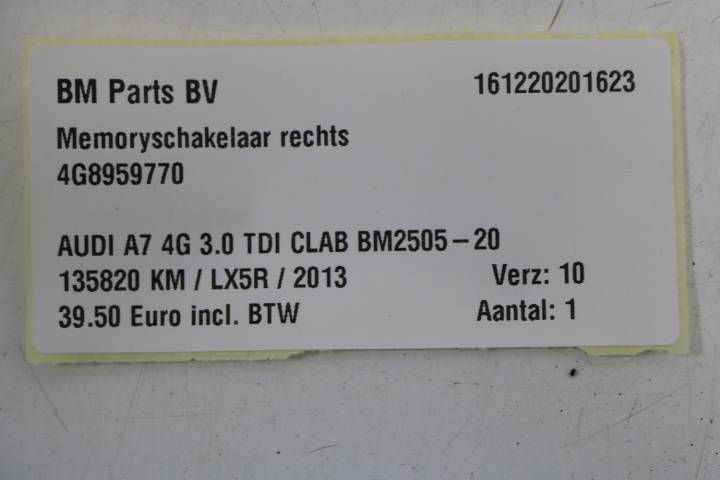 BM Parts BV 161220201623
Memoryschakelaar rechts
4G8959770
AUDI A7 4G 3.0 TDI CLAB BM2505-20
135820 KM / LX5R / 2013 Verz: 10
39.50 Euro incl. BTW Aantal: 1